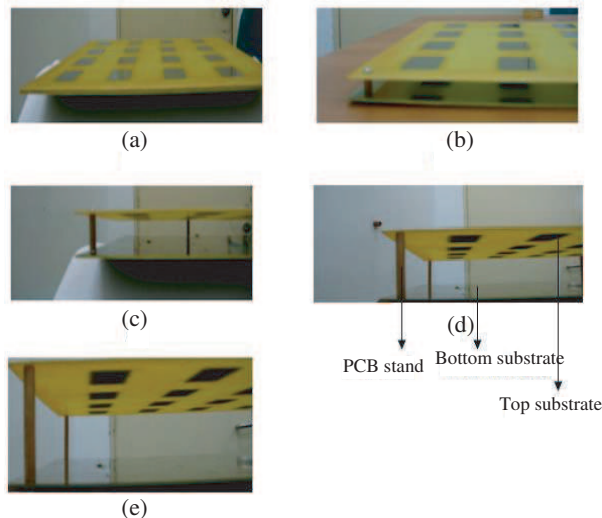 (a)
(b)
(c)
(d)
PCB stand
Bottom substrate
Top substrate
(e)